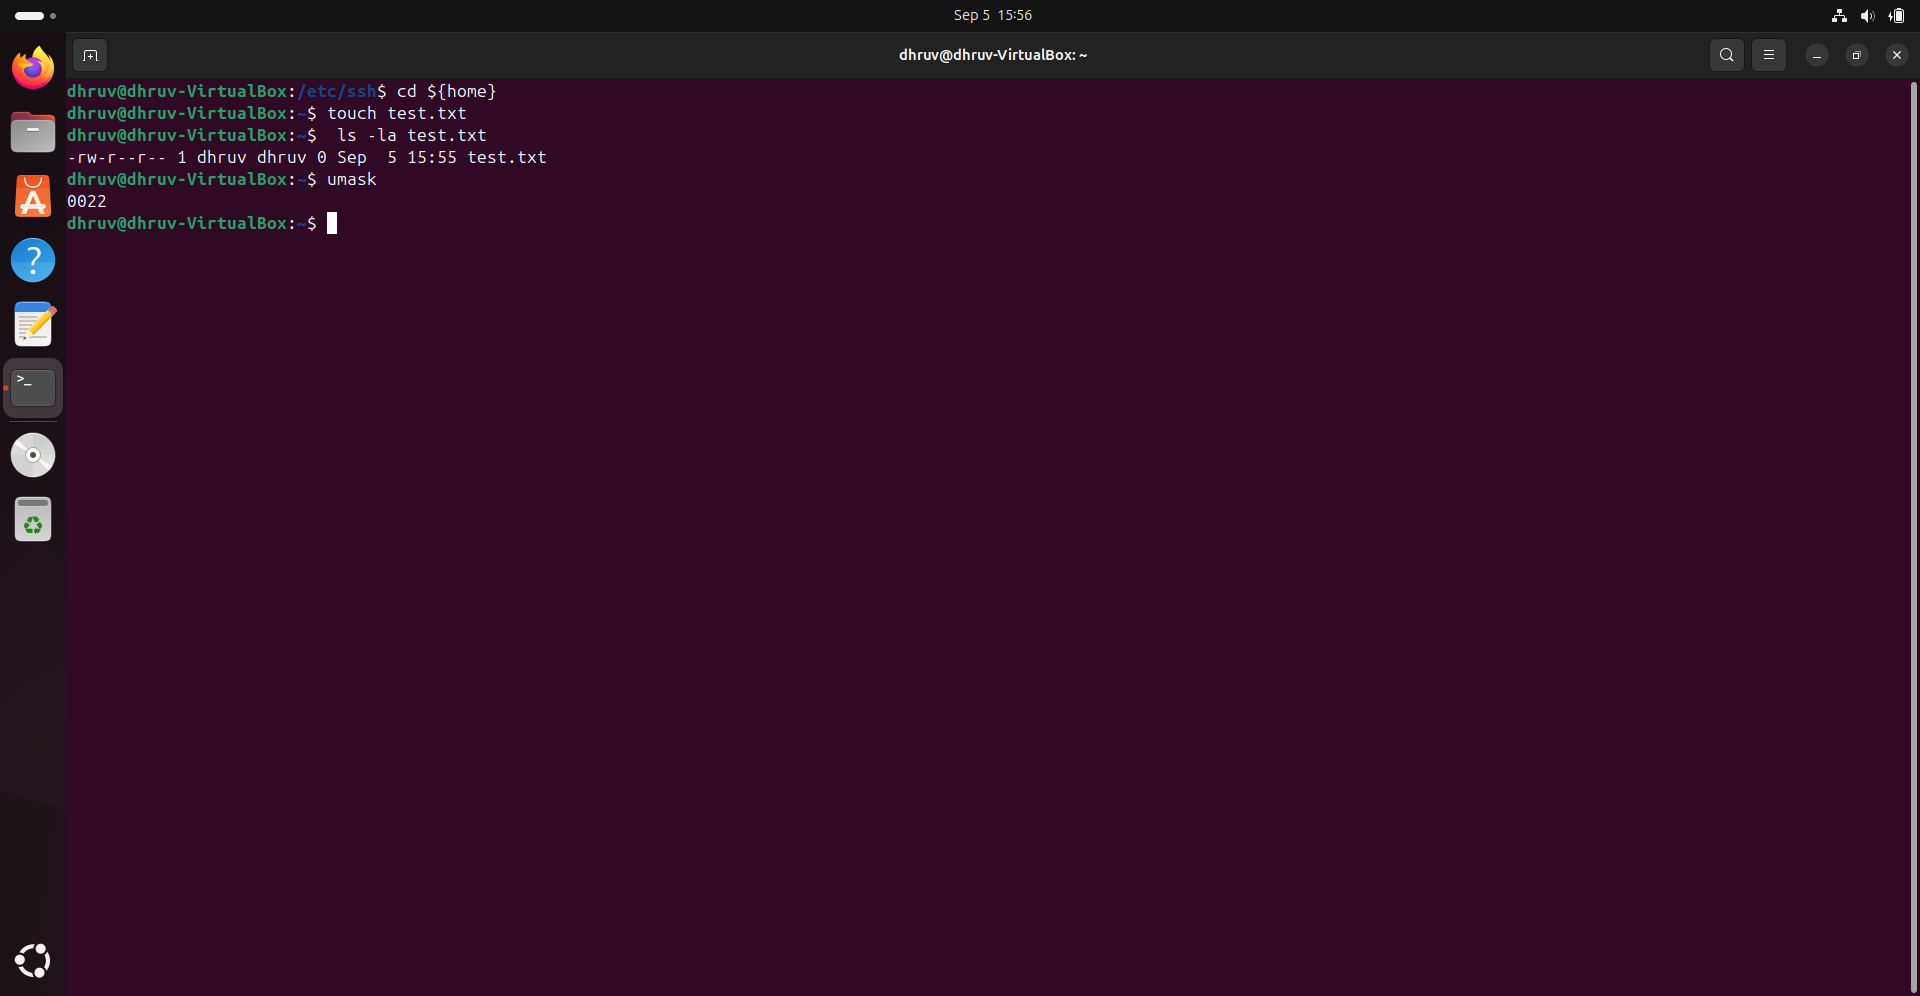 Sep 5 15:56
dhruv@dhruv-VirtualBox: ~
dhruv@dhruv-VirtualBox:/etc/ssh$ cd ${home}
dhruv@dhruv-VirtualBox:~$ touch test.txt
dhruv@dhruv-VirtualBox:~$  ls -la test.txt
-rw-r--r-- 1 dhruv dhruv 0 Sep  5 15:55 test.txt
dhruv@dhruv-VirtualBox:~$ umask
0022
dhruv@dhruv-VirtualBox:~$